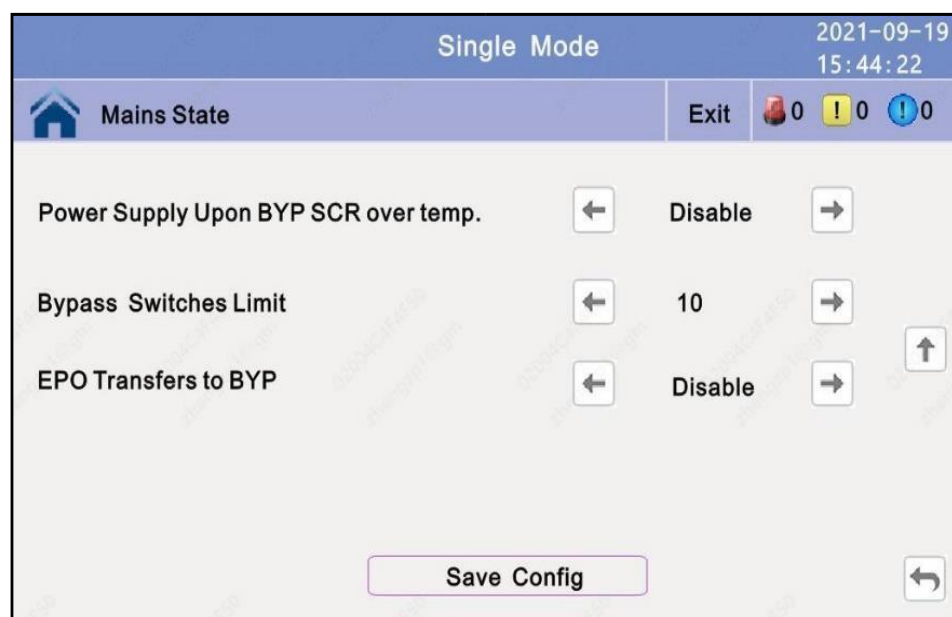 Single Mode
2021-09-19
15:44:22
Mains State
Exit
0
! 0
! 0
Power Supply Upon BYP SCR over temp.
Disable
Bypass Switches Limit
10
EPO Transfers to BYP
Disable
Save Config